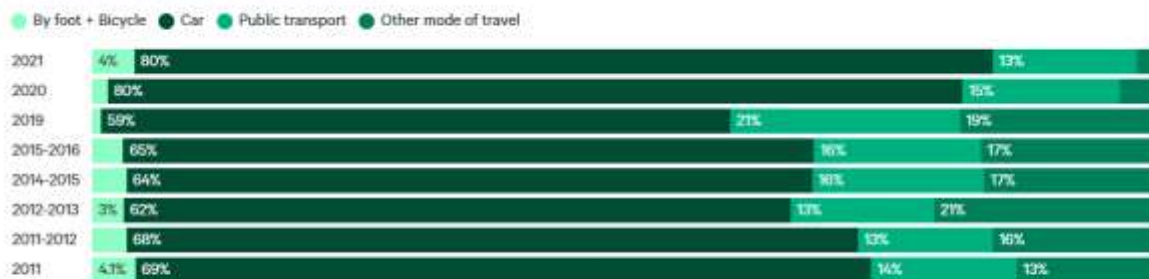 By foot + Bicycle Car Public transport Other mode of travel
2021 4% 80% 13%
2020 80% 15%
2019 59% 21% 19%
2015-2016 65% 16% 17%
2014-2015 64% 16% 17%
2012-2013 3% 62% 13% 21%
2011-2012 68% 13% 16%
2011 4.1% 69% 14% 13%